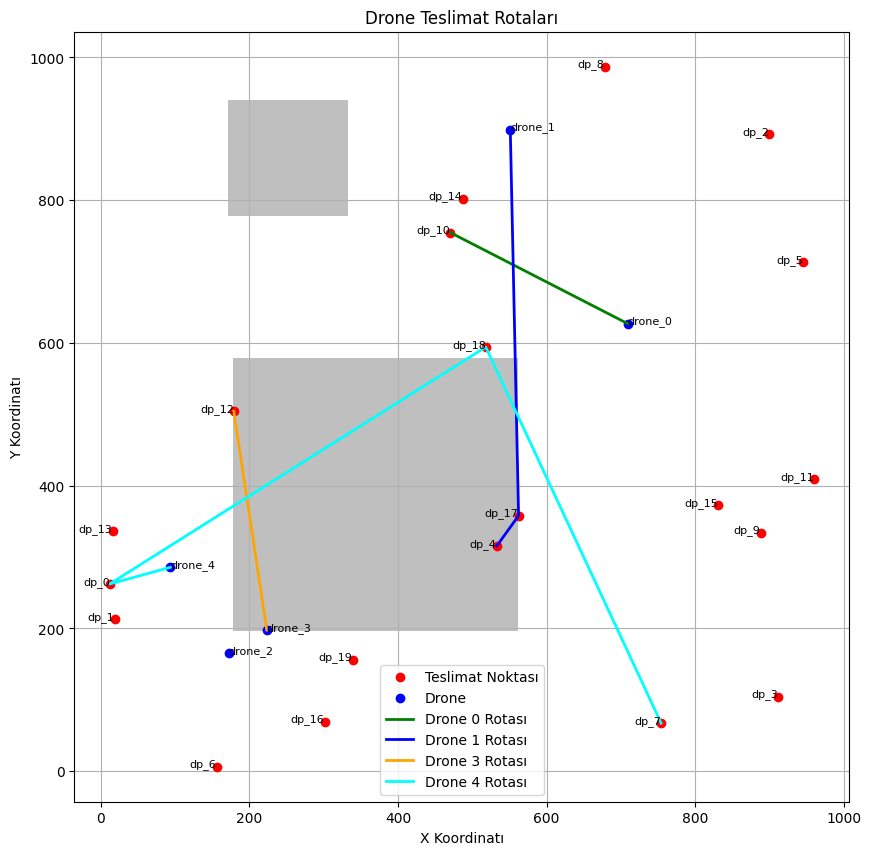 Drone Teslimat Rotaları
1000
800
600
400
200
0
Y Koordinatı
dp_8
drone_1
dp_2
dp_14
dp_10
dp_5
drone_0
dp_18
dp_12
dp_11
dp_15
dp_17
dp_13
dp_9
dp_4
drone_4
dp_0
dp_1
drone_3
drone_2
dp_19
dp_3
dp_16
dp_7
dp_6
Teslimat Noktası
Drone
Drone 0 Rotası
Drone 1 Rotası
Drone 3 Rotası
Drone 4 Rotası
0
200
400
600
800
1000
X Koordinatı